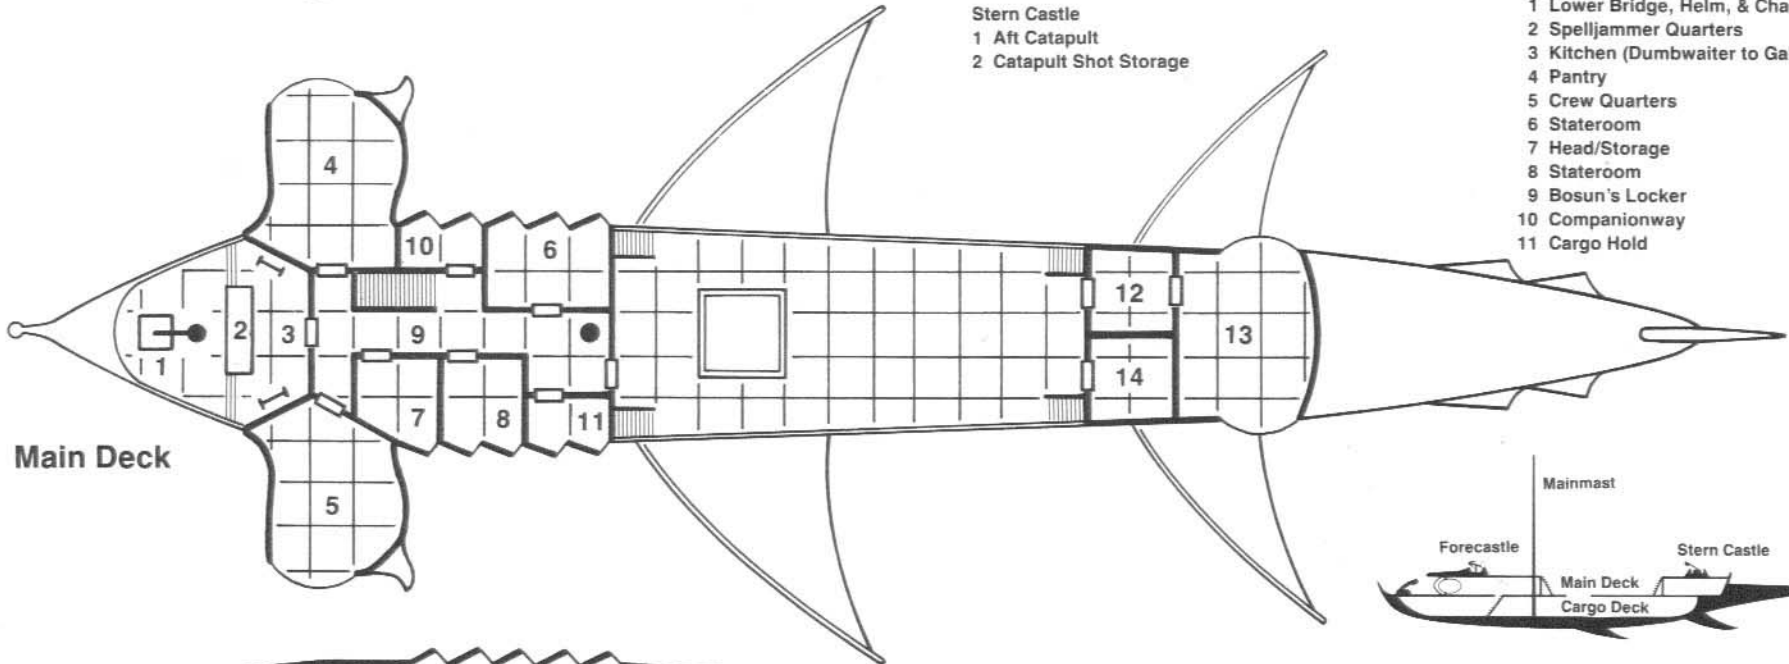 Stern Castle
1 Aft Catapult
2 Catapult Shot Storage
1 Lower Bridge, Helm, &
2 Spelljammer Quarters
3 Kitchen (Dumbwaiter to
4 Pantry
5 Crew Quarters
6 Stateroom
7 Head/Storage
8 Stateroom
9 Bosun's Locker
10 Companionway
11 Cargo Hold
4
10
6
12
1
2
3
9
13
14
7
8
11
5
Main Deck
Mainmast
Forecastle
Stern Castle
Main Deck
Cargo Deck